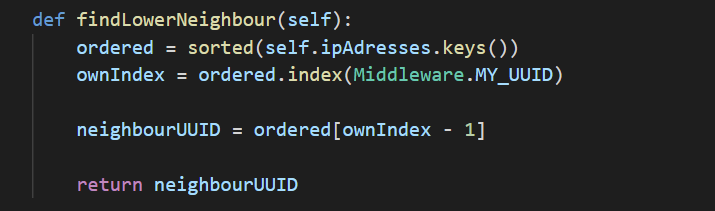 def findLowerNeighbour(self):
    ordered = sorted(self.ipAdresses.keys())
    ownIndex = ordered.index(Middleware.MY_UUID)

    neighbourUUID = ordered[ownIndex - 1]

    return neighbourUUID